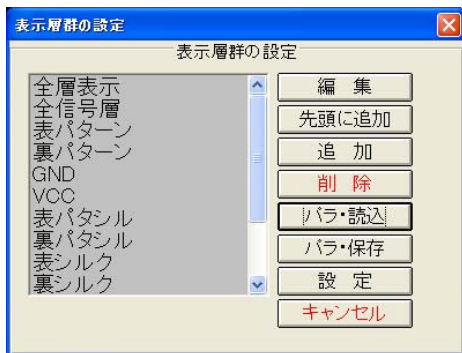 表示層群の設定
表示層群の設定
全層表示
全信号層
表パターン
裏パターン
GND
VCC
表パタシル
裏パタシル
表シルク
裏シルク
編 集
先頭に追加
追 加
削 除
パラ・読込
パラ・保存
設 定
キャンセル